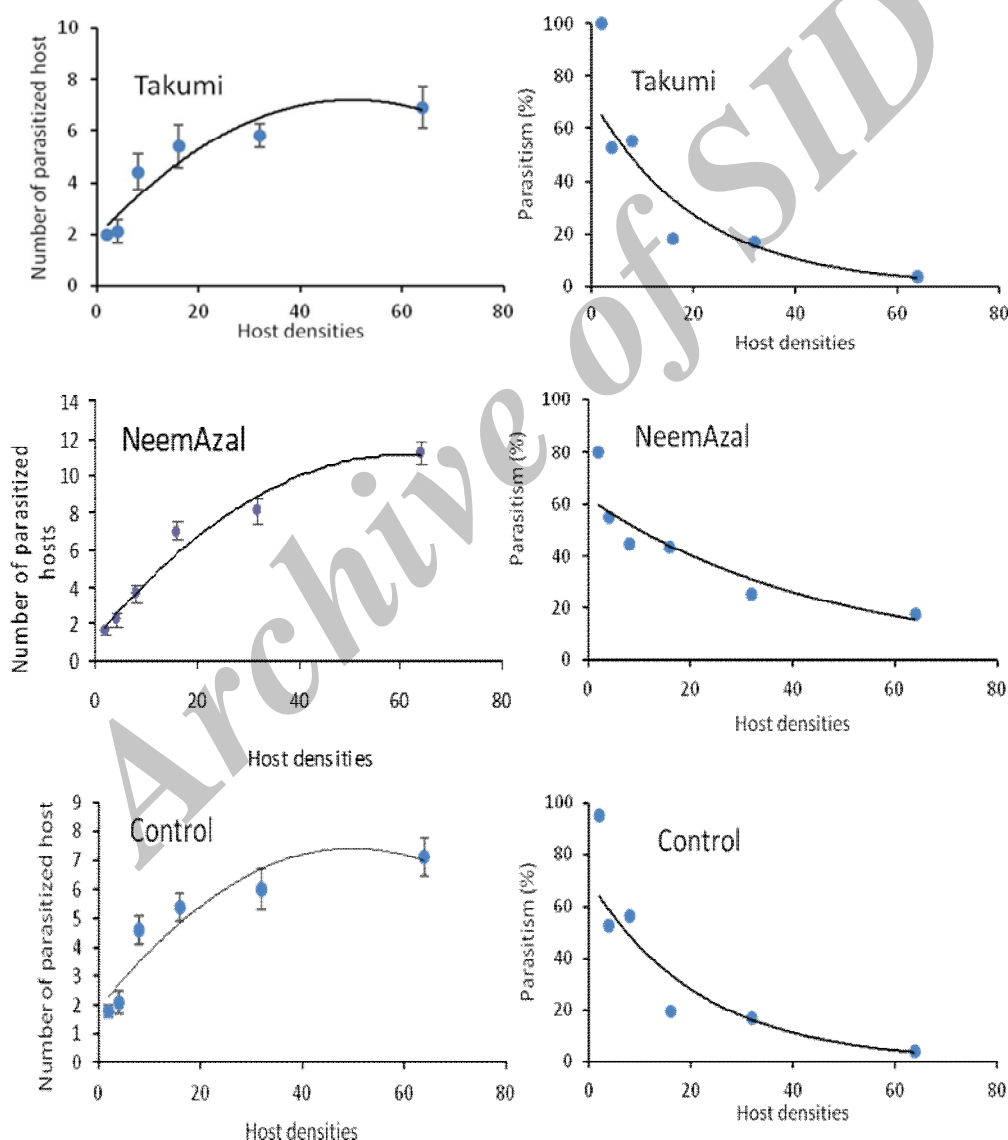 Takumi
Number of parasitized host
10
8
6
4
2
0
0 20 40 60 80
Host densities
Takumi
Parasitism (%)
100
80
60
40
20
0
0 20 40 60 80
Host densities
NeemAzal
Number of parasitized
hosts
14
12
10
8
6
4
2
0
0 20 40 60 80
Host densities
NeemAzal
Parasitism (%)
100
80
60
40
20
0
0 20 40 60 80
Host densities
Control
Number of parasitized host
9
8
7
6
5
4
3
2
1
0
0 20 40 60 80
Host densities
Control
Parasitism (%)
100
80
60
40
20
0
0 20 40 60 80
Host densities
Archive of SID